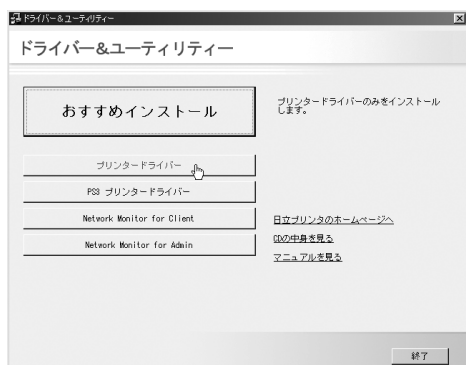 ドライバー&ユーティリティー
ドライバー&ユーティリティー
おすすめインストール
プリンタードライバーのみをインストール
します。
プリンタードライバー
PS3 プリンタードライバー
Network Monitor for Client
Network Monitor for Admin
日立プリンタのホームページへ
CDの中身を見る
マニュアルを見る
終了